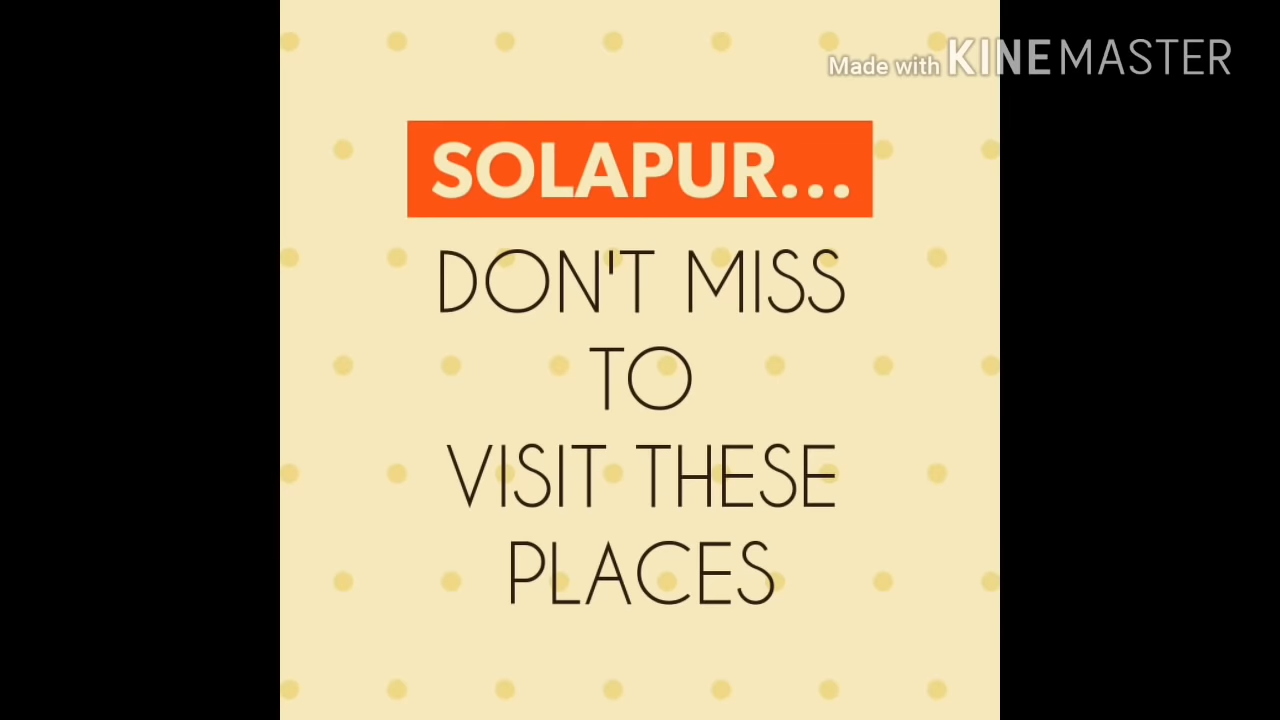 Made with KINEMASTER
SOLAPUR...
DON'T MISS
TO
VISIT THESE
PLACES